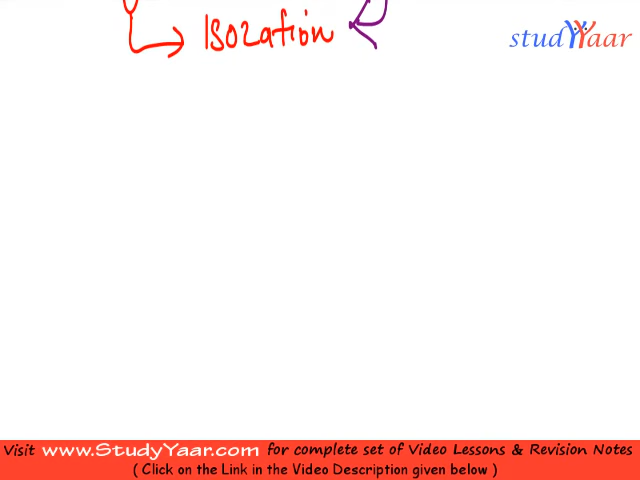 Isolation
studYYaar
Visit www.StudyYaar.com for complete set of Video Lessons & Revision Notes
( Click on the Link in the Video Description given below )